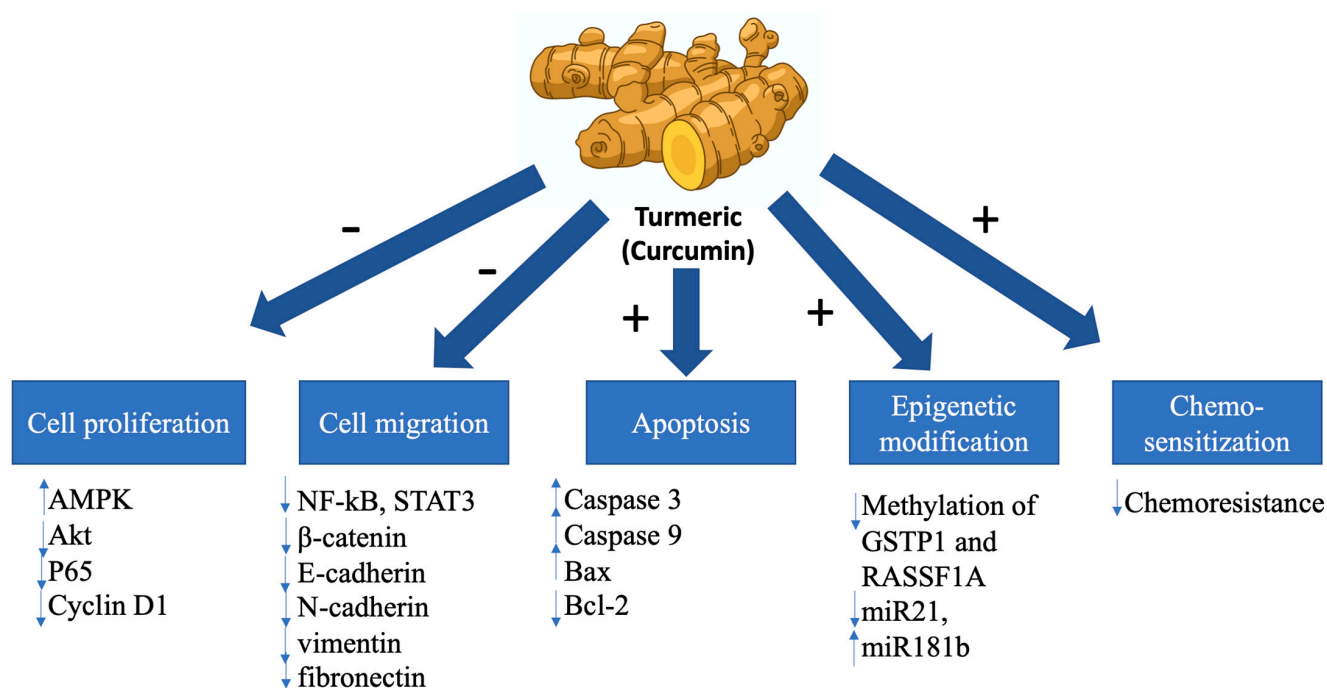 Turmeric
(Curcumin)
-
-
+
+
+
Cell proliferation
AMPK
Akt
P65
Cyclin D1
Cell migration
NF-kB, STAT3
β-catenin
E-cadherin
N-cadherin
vimentin
fibronectin
Apoptosis
Caspase 3
Caspase 9
Bax
Bcl-2
Epigenetic
modification
Methylation of
GSTP1 and
RASSF1A
miR21,
miR181b
Chemo-
sensitization
Chemoresistance